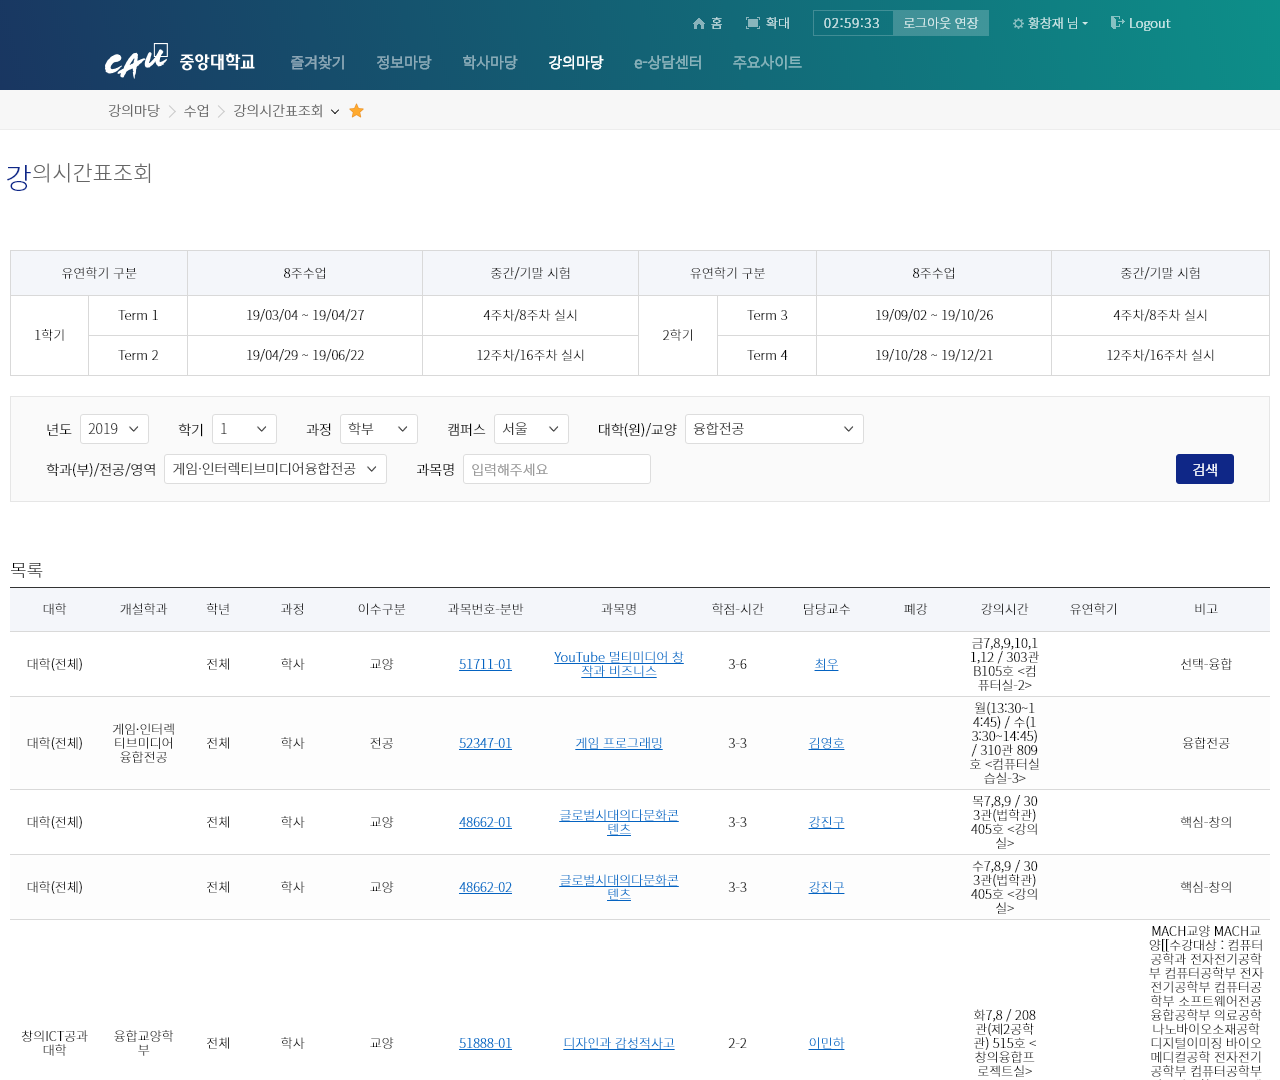 홈 확대 02:59:33 로그아웃 연장 황창재 님 Logout
CAU 중앙대학교 즐겨찾기 정보마당 학사마당 강의마당 e-상담센터 주요사이트
강의마당 수업 강의시간표조회
강의시간표조회
유연학기 구분 8주수업 중간/기말 시험 유연학기 구분 8주수업 중간/기말 시험
1학기 Term 1 19/03/04 ~ 19/04/27 4주차/8주차 실시 2학기 Term 3 19/09/02 ~ 19/10/26 4주차/8주차 실시
Term 2 19/04/29 ~ 19/06/22 12주차/16주차 실시 Term 4 19/10/28 ~ 19/12/21 12주차/16주차 실시
년도 2019 학기 1 과정 학부 캠퍼스 서울 대학(원)/교양 융합전공
학과(부)/전공/영역 게임·인터렉티브미디어융합전공 과목명 입력해주세요 검색
목록
대학 개설학과 학년 과정 이수구분 과목번호-분반 과목명 학점-시간 담당교수 폐강 강의시간 유연학기 비고
대학(전체) 전체 학사 교양 51711-01
YouTube 멀티미디어 창
작과 비즈니스
3-6 최우
금7,8,9,10,1
1,12 / 303관
B105호 <컴
퓨터실-2>
선택-융합
대학(전체)
게임·인터렉
티브미디어
융합전공
전체 학사 전공 52347-01 게임 프로그래밍 3-3 김영호
월(13:30~1
4:45) / 수(1
3:30~14:45)
/ 310관 809
호 <컴퓨터실
습실-3>
융합전공
대학(전체) 전체 학사 교양 48662-01
글로벌시대의다문화콘
텐츠
3-3 강진구
목7,8,9 / 30
3관(법학관)
405호 <강의
실>
핵심-창의
대학(전체) 전체 학사 교양 48662-02
글로벌시대의다문화콘
텐츠
3-3 강진구
수7,8,9 / 30
3관(법학관)
405호 <강의
실>
핵심-창의
창의ICT공과
대학
융합교양학
부
전체 학사 교양 51888-01 디자인과 감성적사고 2-2 이민하
화7,8 / 208
관(제2공학
관) 515호 <
창의융합프
로젝트실>
MACH교양 MACH교
양[[수강대상 : 컴퓨터
공학과 전자전기공학
부 컴퓨터공학부 전자
전기공학부 컴퓨터공
학부 소프트웨어전공
융합공학부 의료공학
나노바이오소재공학
디지털이미징 바이오
메디컬공학 전자전기
공학부 컴퓨터공학부